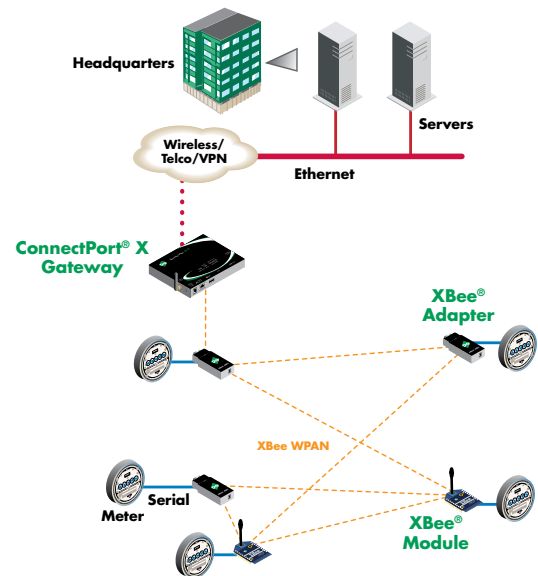 Headquarters
Servers
Wireless/
Telco/VPN
Ethernet
ConnectPort® X
Gateway
XBee®
Adapter
XBee WPAN
Serial
Meter
XBee®
Module